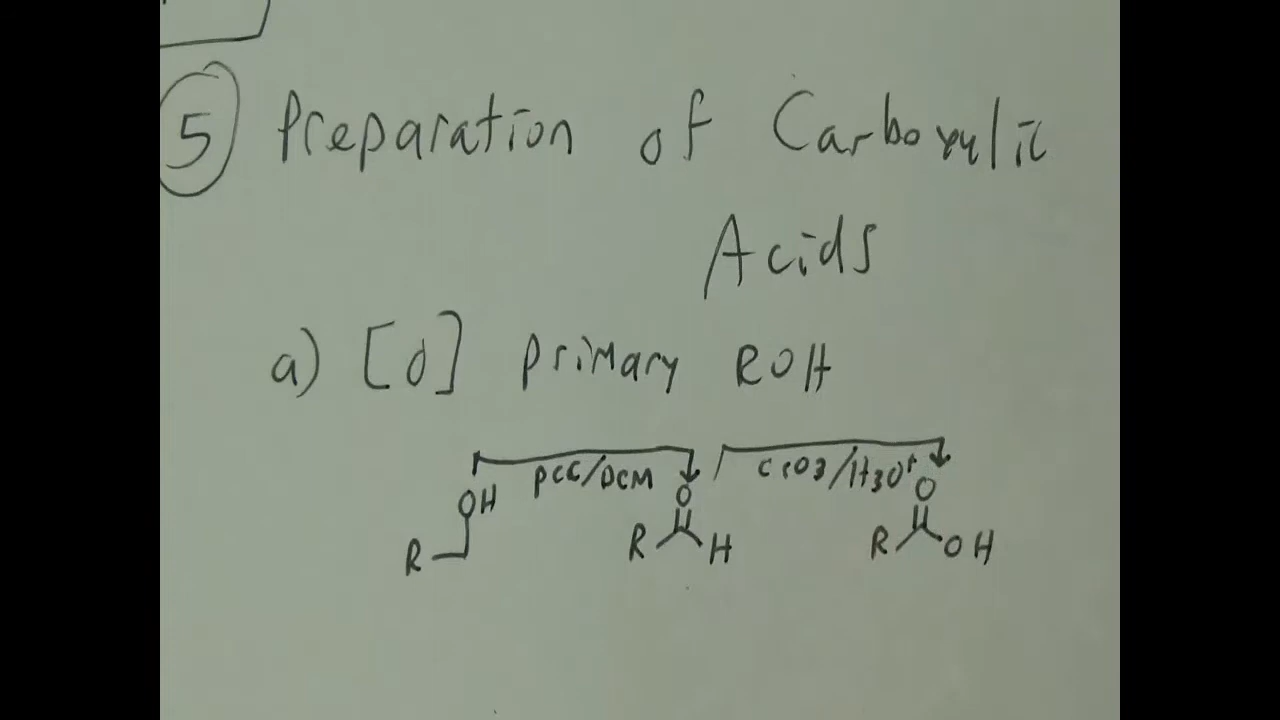 5 Preparation of Carboxylic
Acids
a) [O] Primary ROH
PCC/DCM CrO3/H3O+
OH O O
R R H R OH